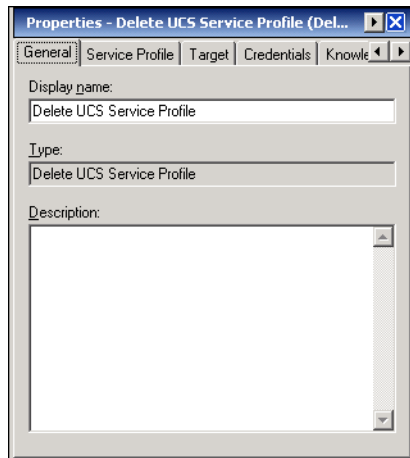 Properties - Delete UCS Service Profile (Del...
General Service Profile Target Credentials
Display name:
Delete UCS Service Profile
Type:
Delete UCS Service Profile
Description: